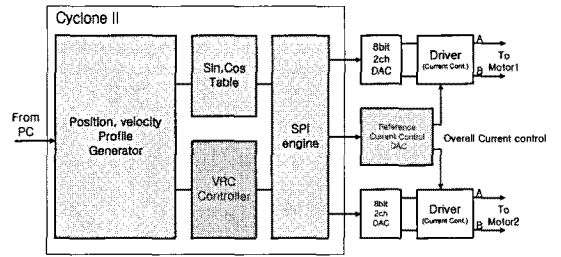 Cyclone II
From
PC
Position, velocity
Profile
Generator
Sin,Cos
Table
VRC
Controller
SPI
engine
8bit
2ch
DAC
Driver
(Current Cont.)
A
B
To
Motor1
Reference
Current Control
DAC
Overall Current control
8bit
2ch
DAC
Driver
(Current Cont.)
A
B
To
Motor2